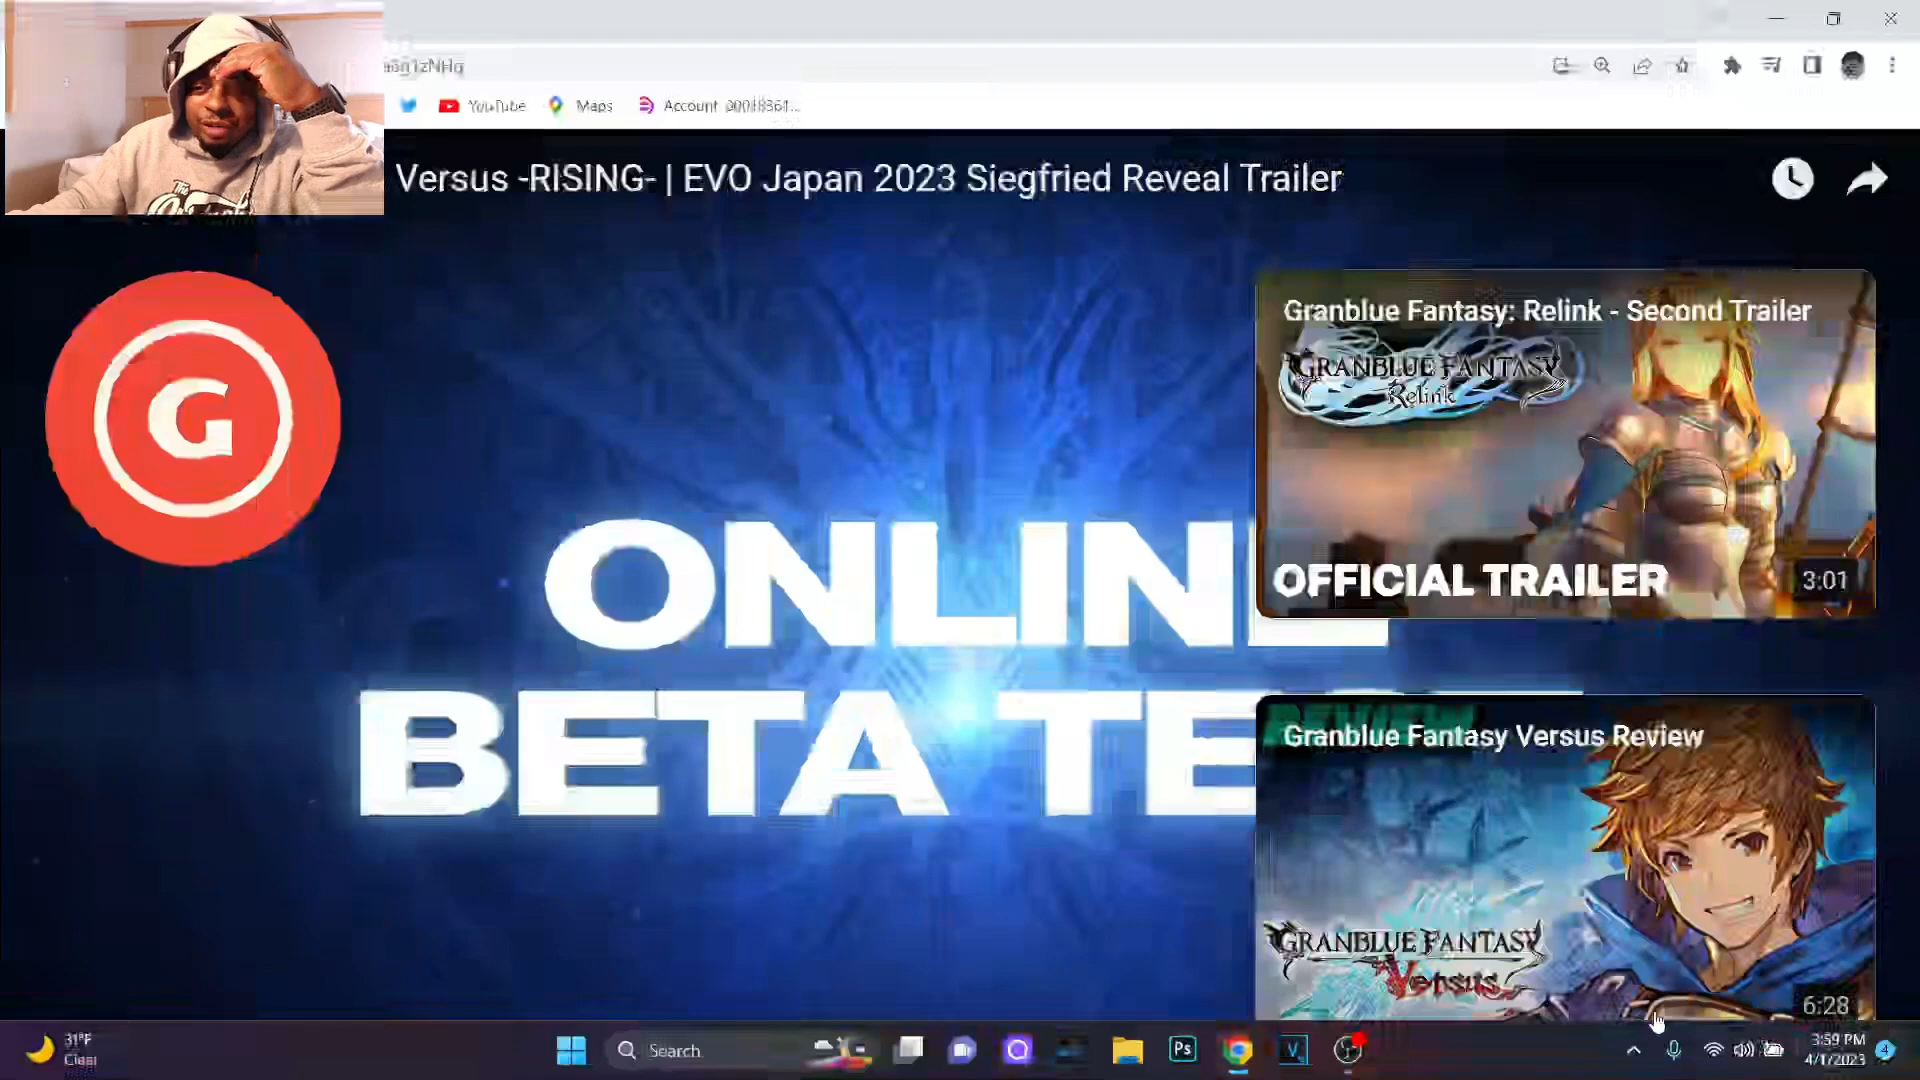 YouTube
Maps
Account
Versus -RISING- | EVO Japan 2023 Siegfried Reveal Trailer
G
Granblue Fantasy: Relink - Second Trailer
GRANBLUE FANTASY
Relink
OFFICIAL TRAILER
3:01
ONLIN
BETA TE
Granblue Fantasy Versus Review
GRANBLUE FANTASY
Versus
6:28
31°F
Clear
Search
Ps
V
3:59 PM
4/1/2023
4